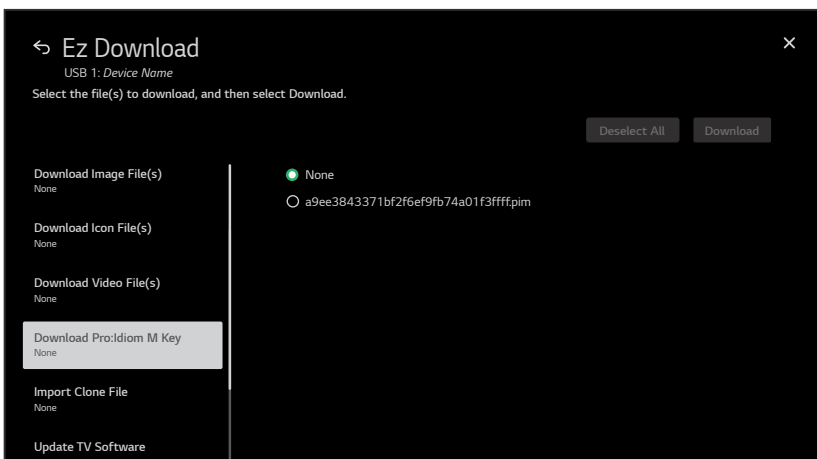 Ez Download
USB 1: Device Name
Select the file(s) to download, and then select Download.
Deselect All
Download
Download Image File(s)
None
Download Icon File(s)
None
Download Video File(s)
None
Download Pro:Idiom M Key
None
Import Clone File
None
Update TV Software
None
a9ee3843371bf2f6ef9fb74a01f3ffff.pim